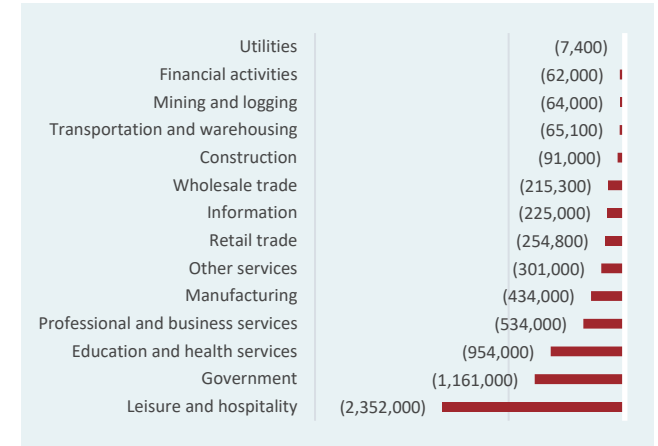 Utilities (7,400)
Financial activities (62,000)
Mining and logging (64,000)
Transportation and warehousing (65,100)
Construction (91,000)
Wholesale trade (215,300)
Information (225,000)
Retail trade (254,800)
Other services (301,000)
Manufacturing (434,000)
Professional and business services (534,000)
Education and health services (954,000)
Government (1,161,000)
Leisure and hospitality (2,352,000)